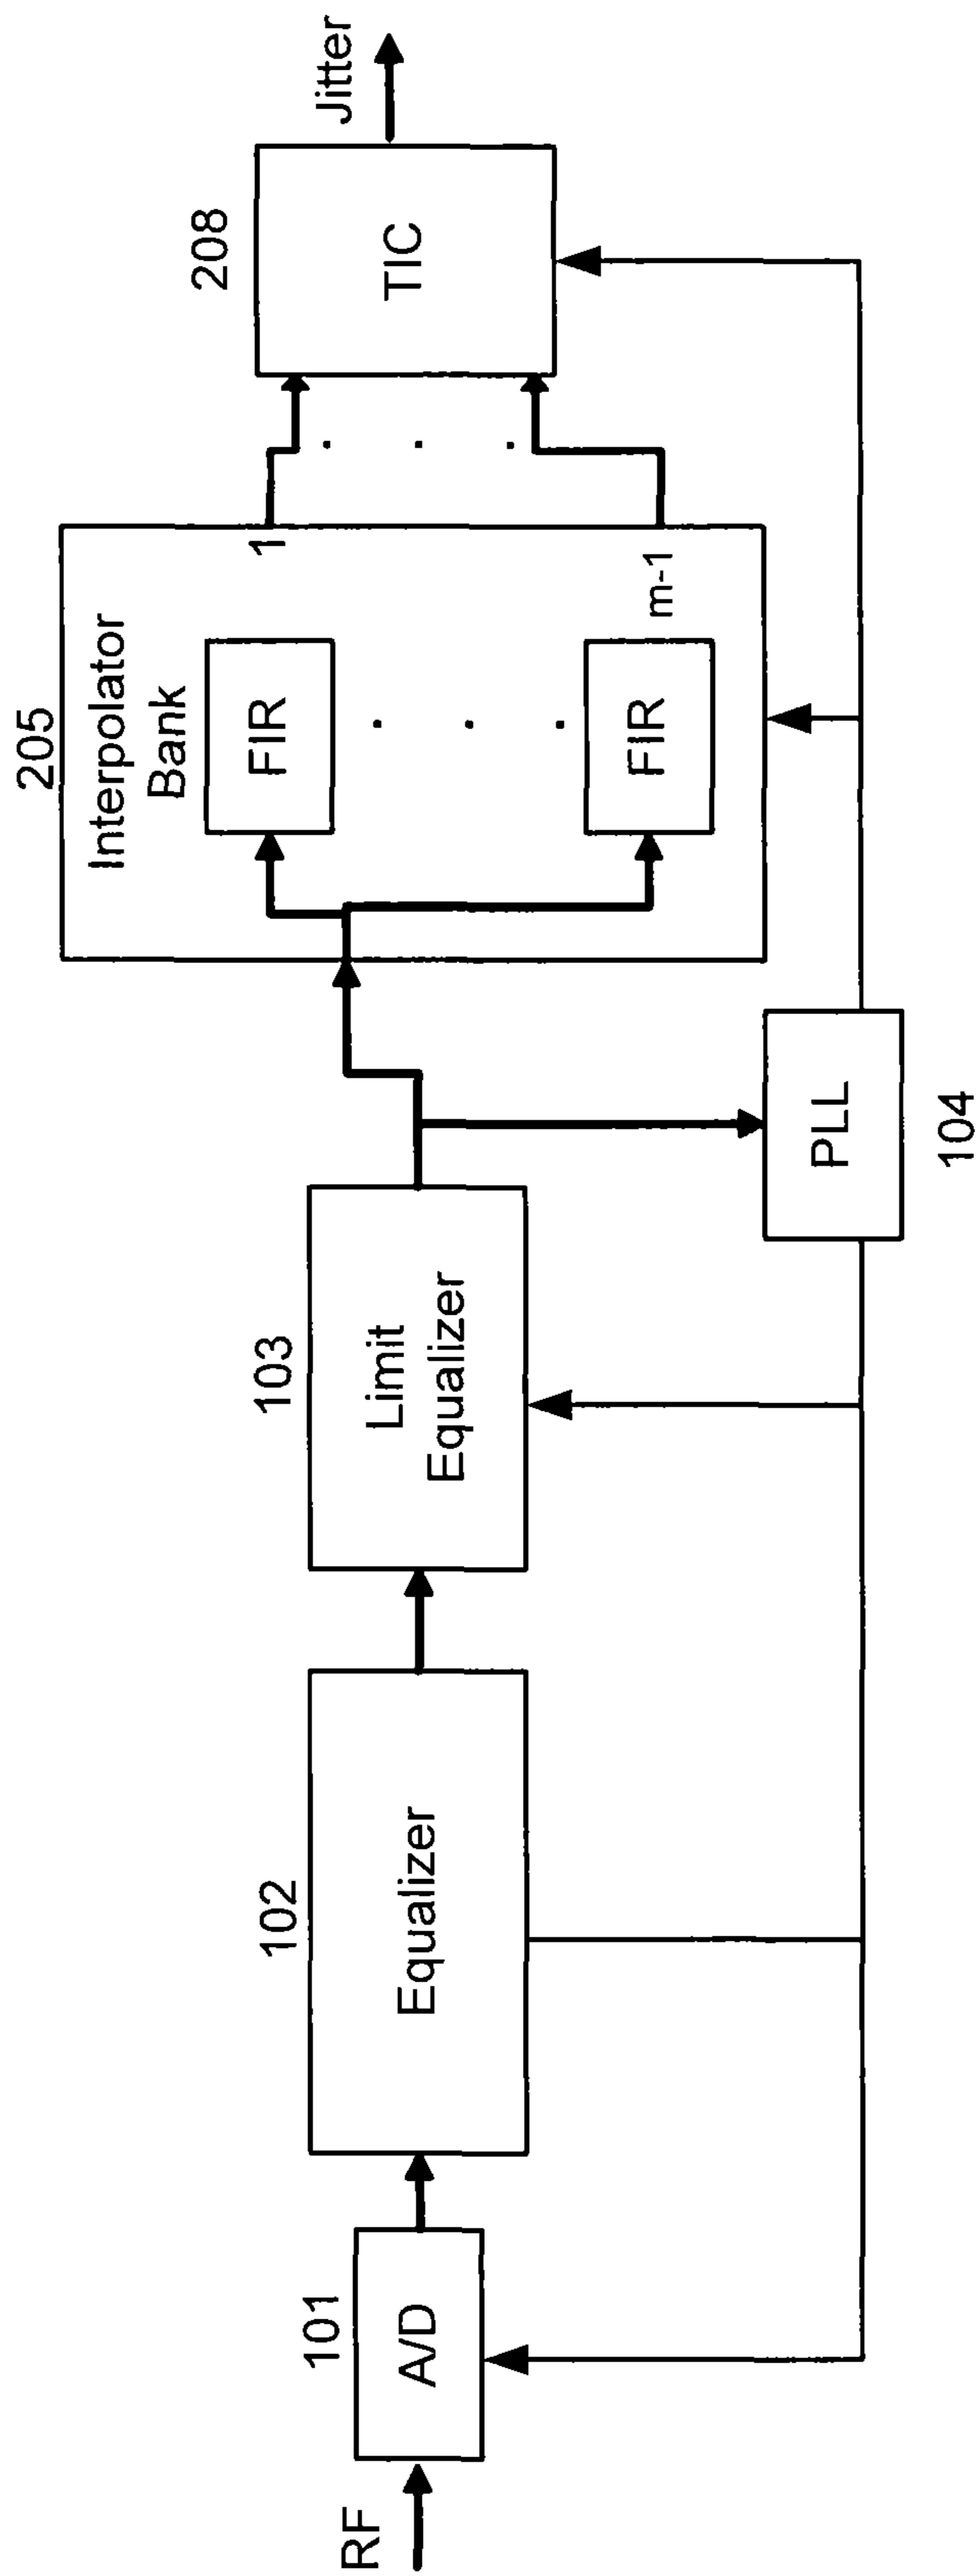 RF
101
A/D
102
Equalizer
103
Limit
Equalizer
104
PLL
205
Interpolator
Bank
FIR
1
.
.
.
FIR
m-1
.
.
.
208
TIC
Jitter